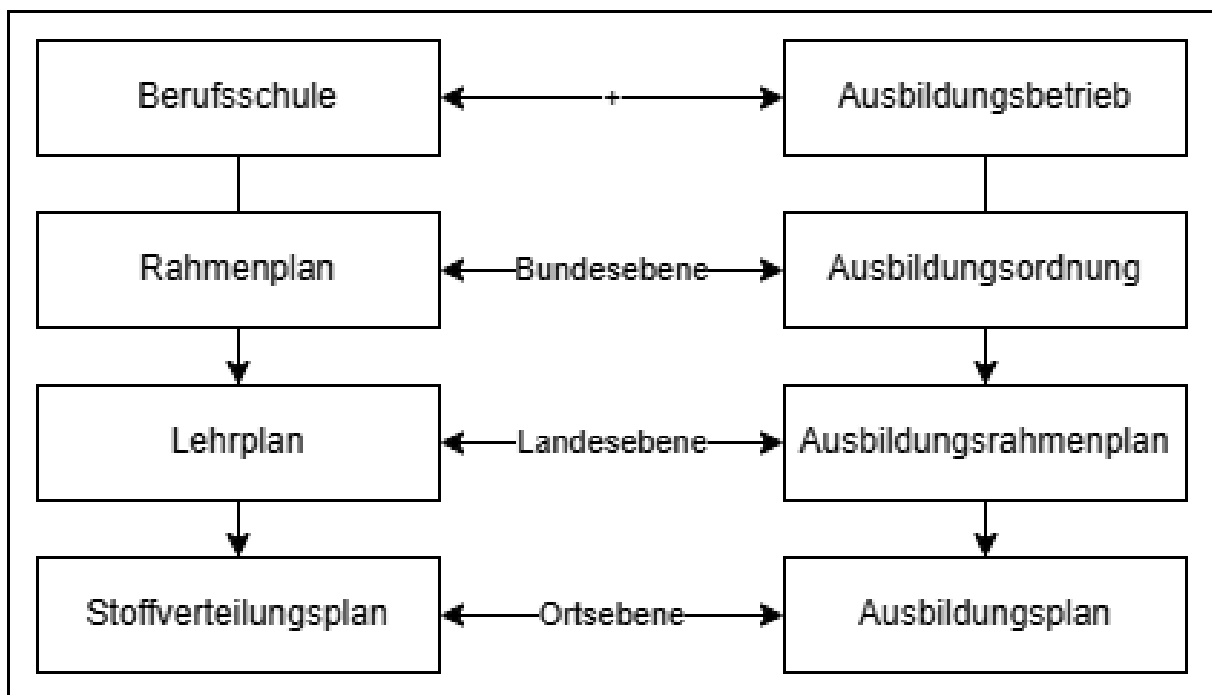 Berufsschule
+
Ausbildungsbetrieb
Rahmenplan
Bundesebene
Ausbildungsordnung
Lehrplan
Landesebene
Ausbildungsrahmenplan
Stoffverteilungsplan
Ortsebene
Ausbildungsplan